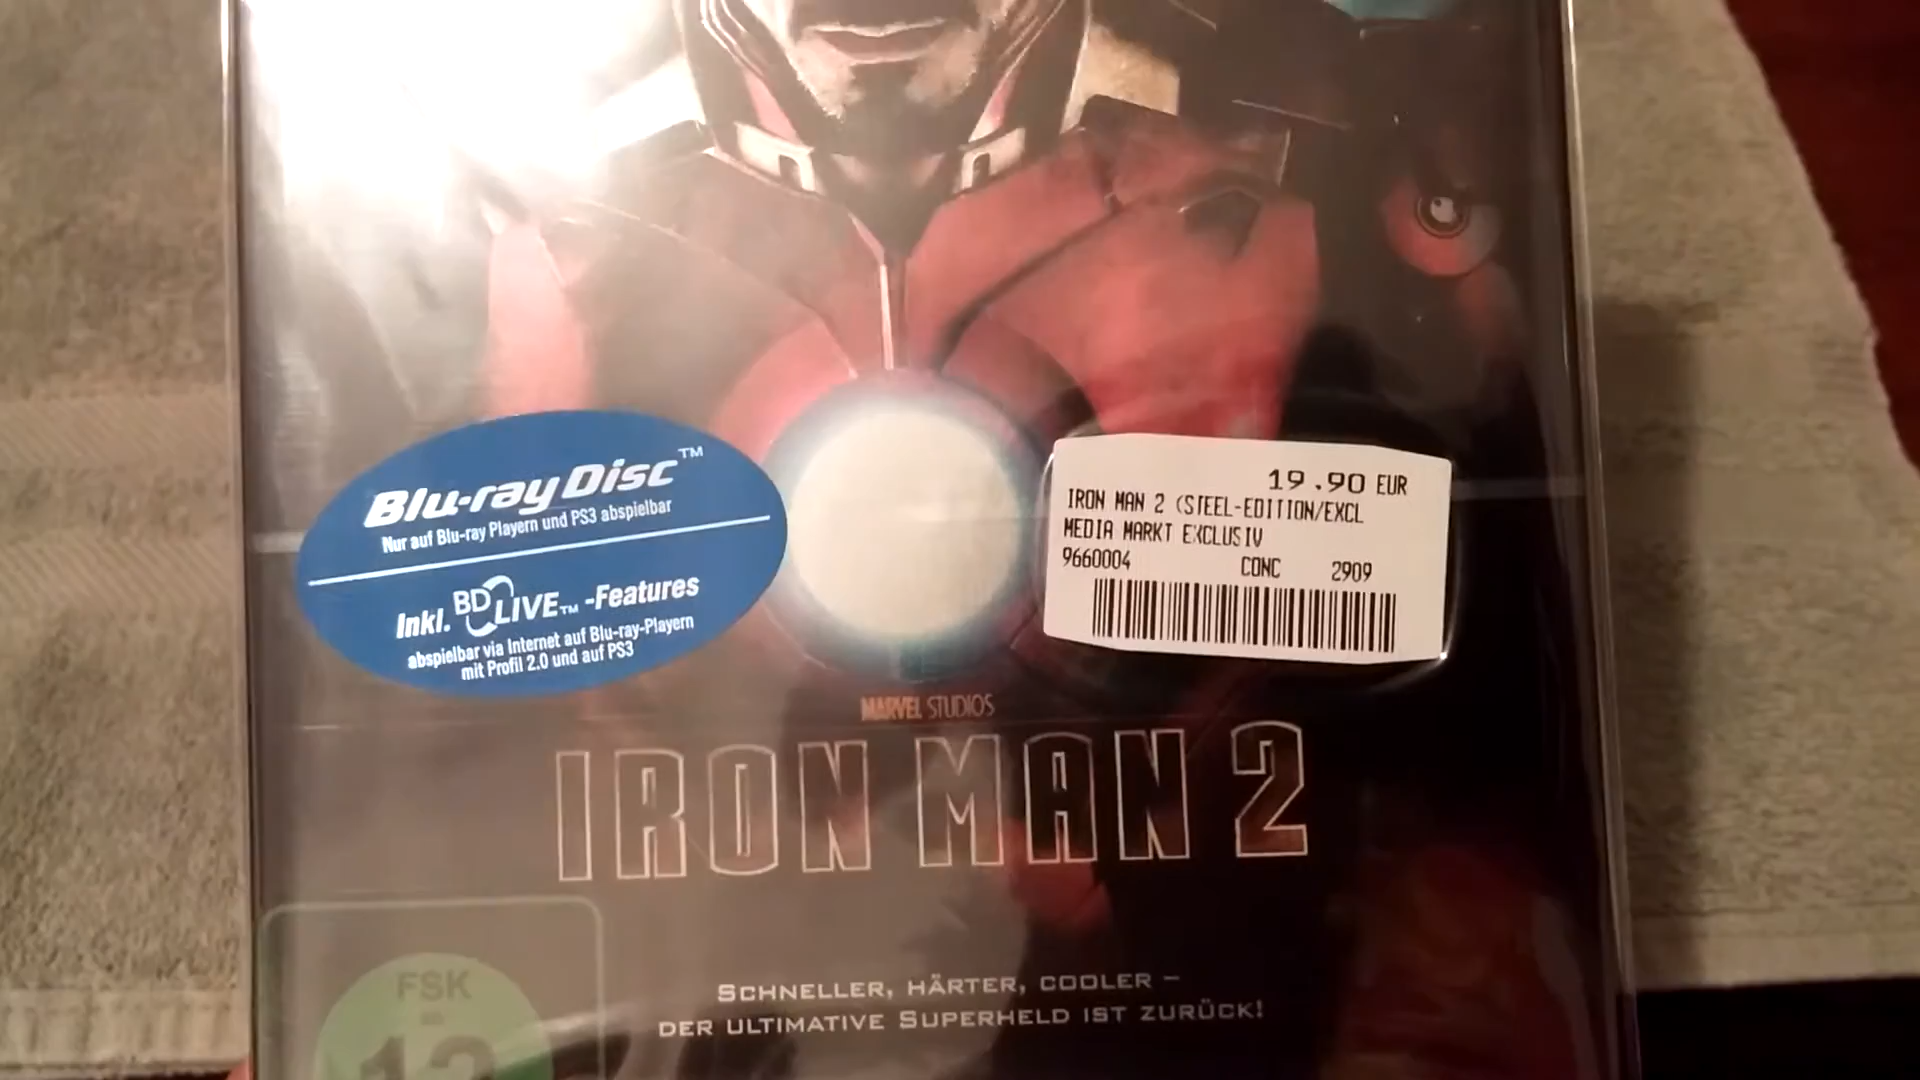 Blu-ray Disc™
Nur auf Blu-ray Playern und PS3 abspielbar
Inkl. BD LIVE™ -Features
abspielbar via Internet auf Blu-ray-Playern
mit Profil 2.0 und auf PS3
19.90 EUR
IRON MAN 2 (STEEL-EDITION/EXCL
MEDIA MARKT EXCLUSIV
9660004 CONC 2909
MARVEL STUDIOS
IRON MAN 2
SCHNELLER, HÄRTER, COOLER –
DER ULTIMATIVE SUPERHELD IST ZURÜCK!
FSK
12